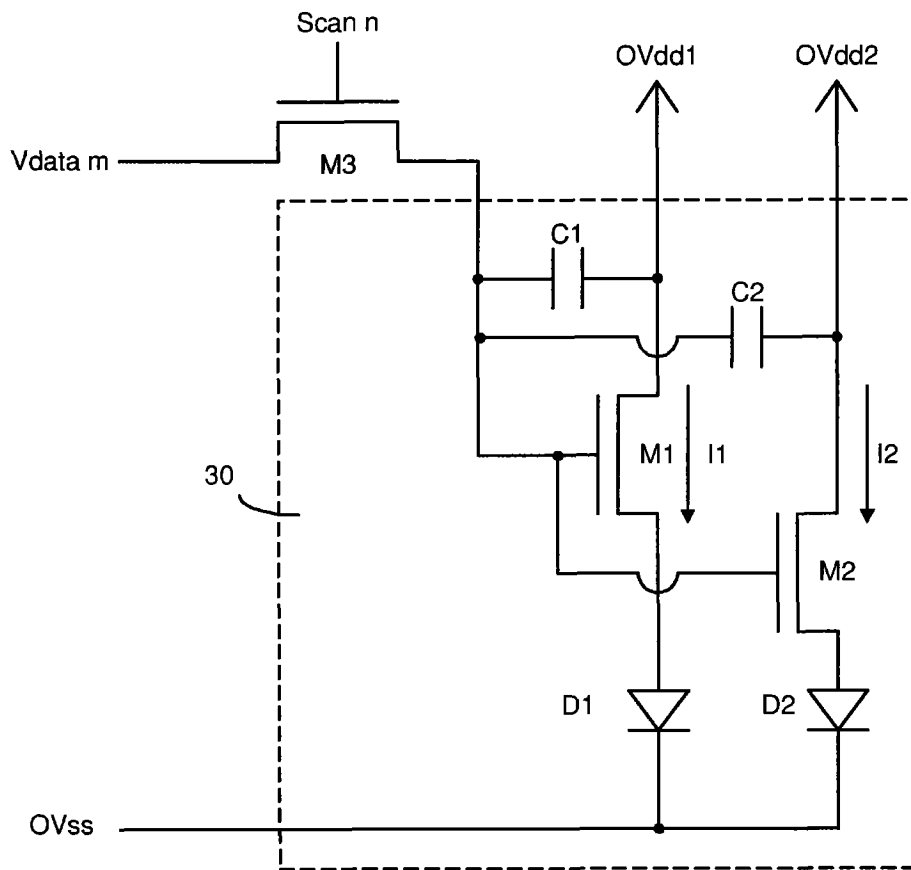 Scan n
OVdd1
OVdd2
Vdata m
M3
C1
C2
M1
I1
I2
30
M2
D1
D2
OVss